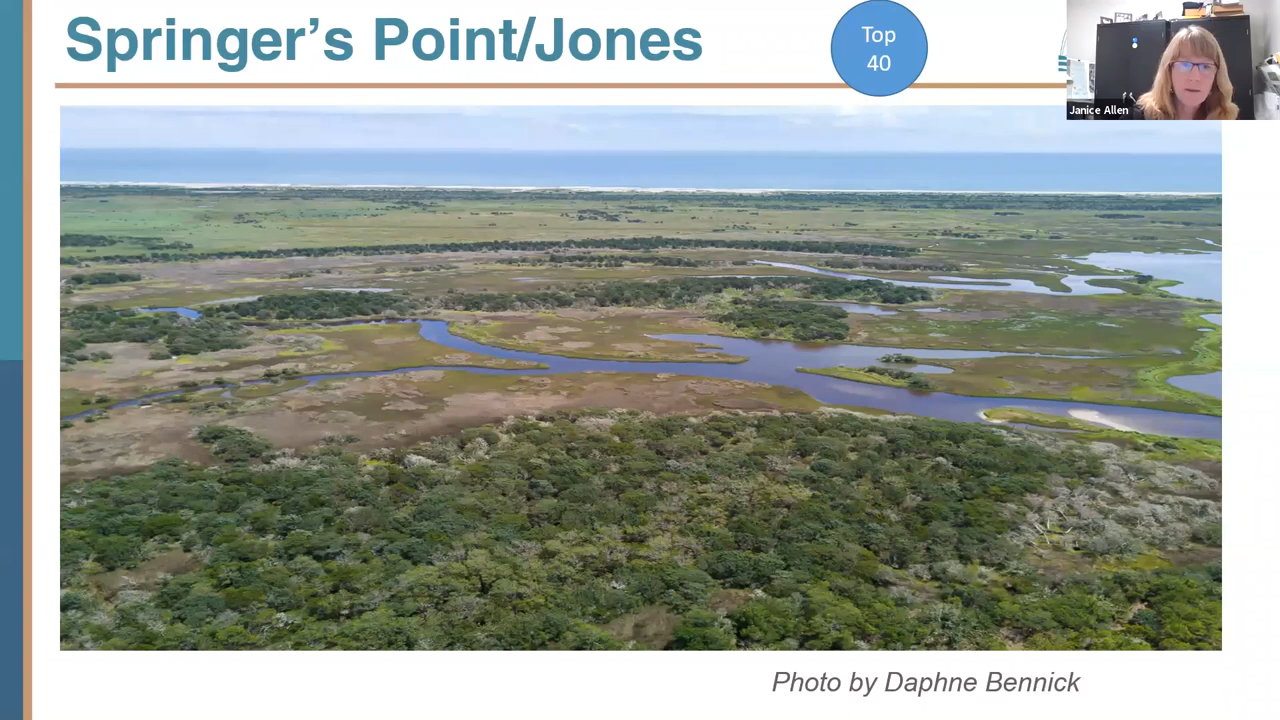 Springer's Point/Jones
Top
40
Janice Allen
Photo by Daphne Bennick